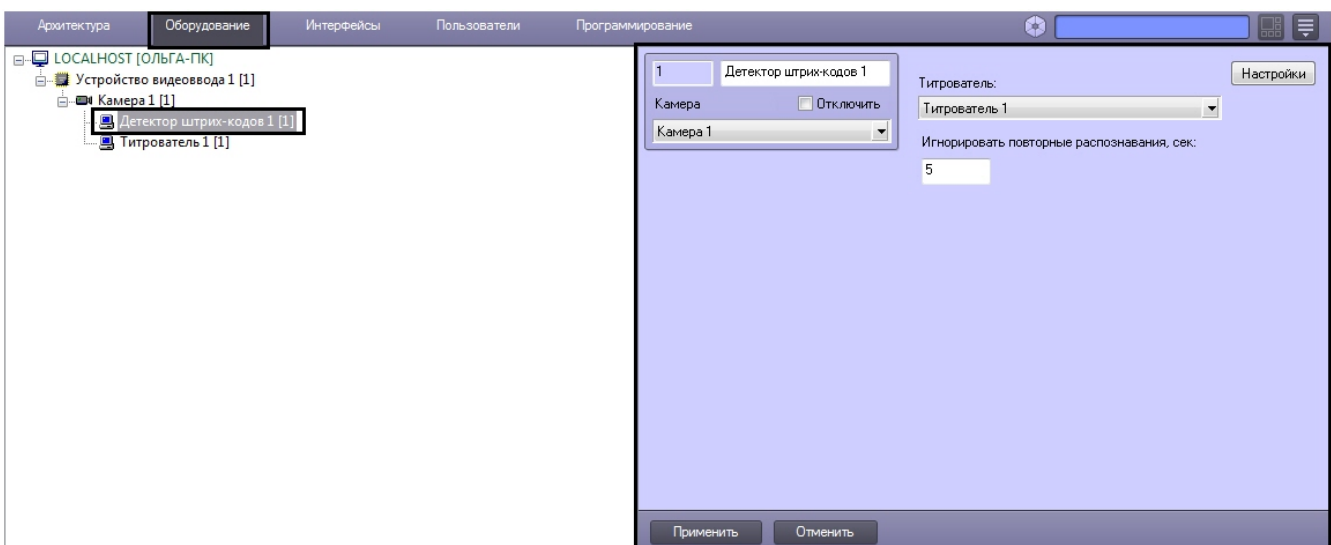 Архитектура Оборудование Интерфейсы Пользователи Программирование
LOCALHOST [ОЛЬГА-ПК]
Устройство видеоввода 1 [1]
Камера 1 [1]
Детектор штрих-кодов 1 [1]
Титрователь 1 [1]
1 Детектор штрих-кодов 1
Камера Отключить
Камера 1
Титрователь: Настройки
Титрователь 1
Игнорировать повторные распознавания, сек:
5
Применить Отменить